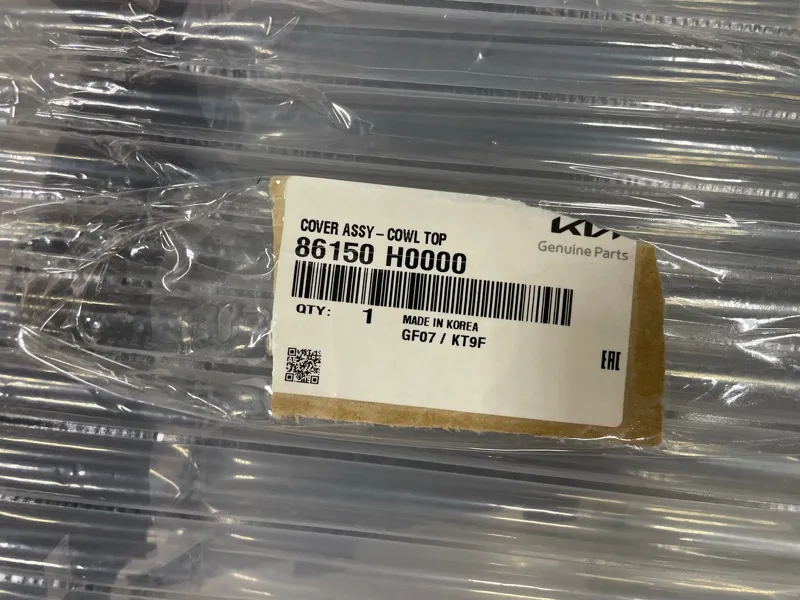 COVER ASSY-COWL TOP
86150 H0000
QTY: 1
MADE IN KOREA
GF07 / KT9F
KIA
Genuine Parts
EAC